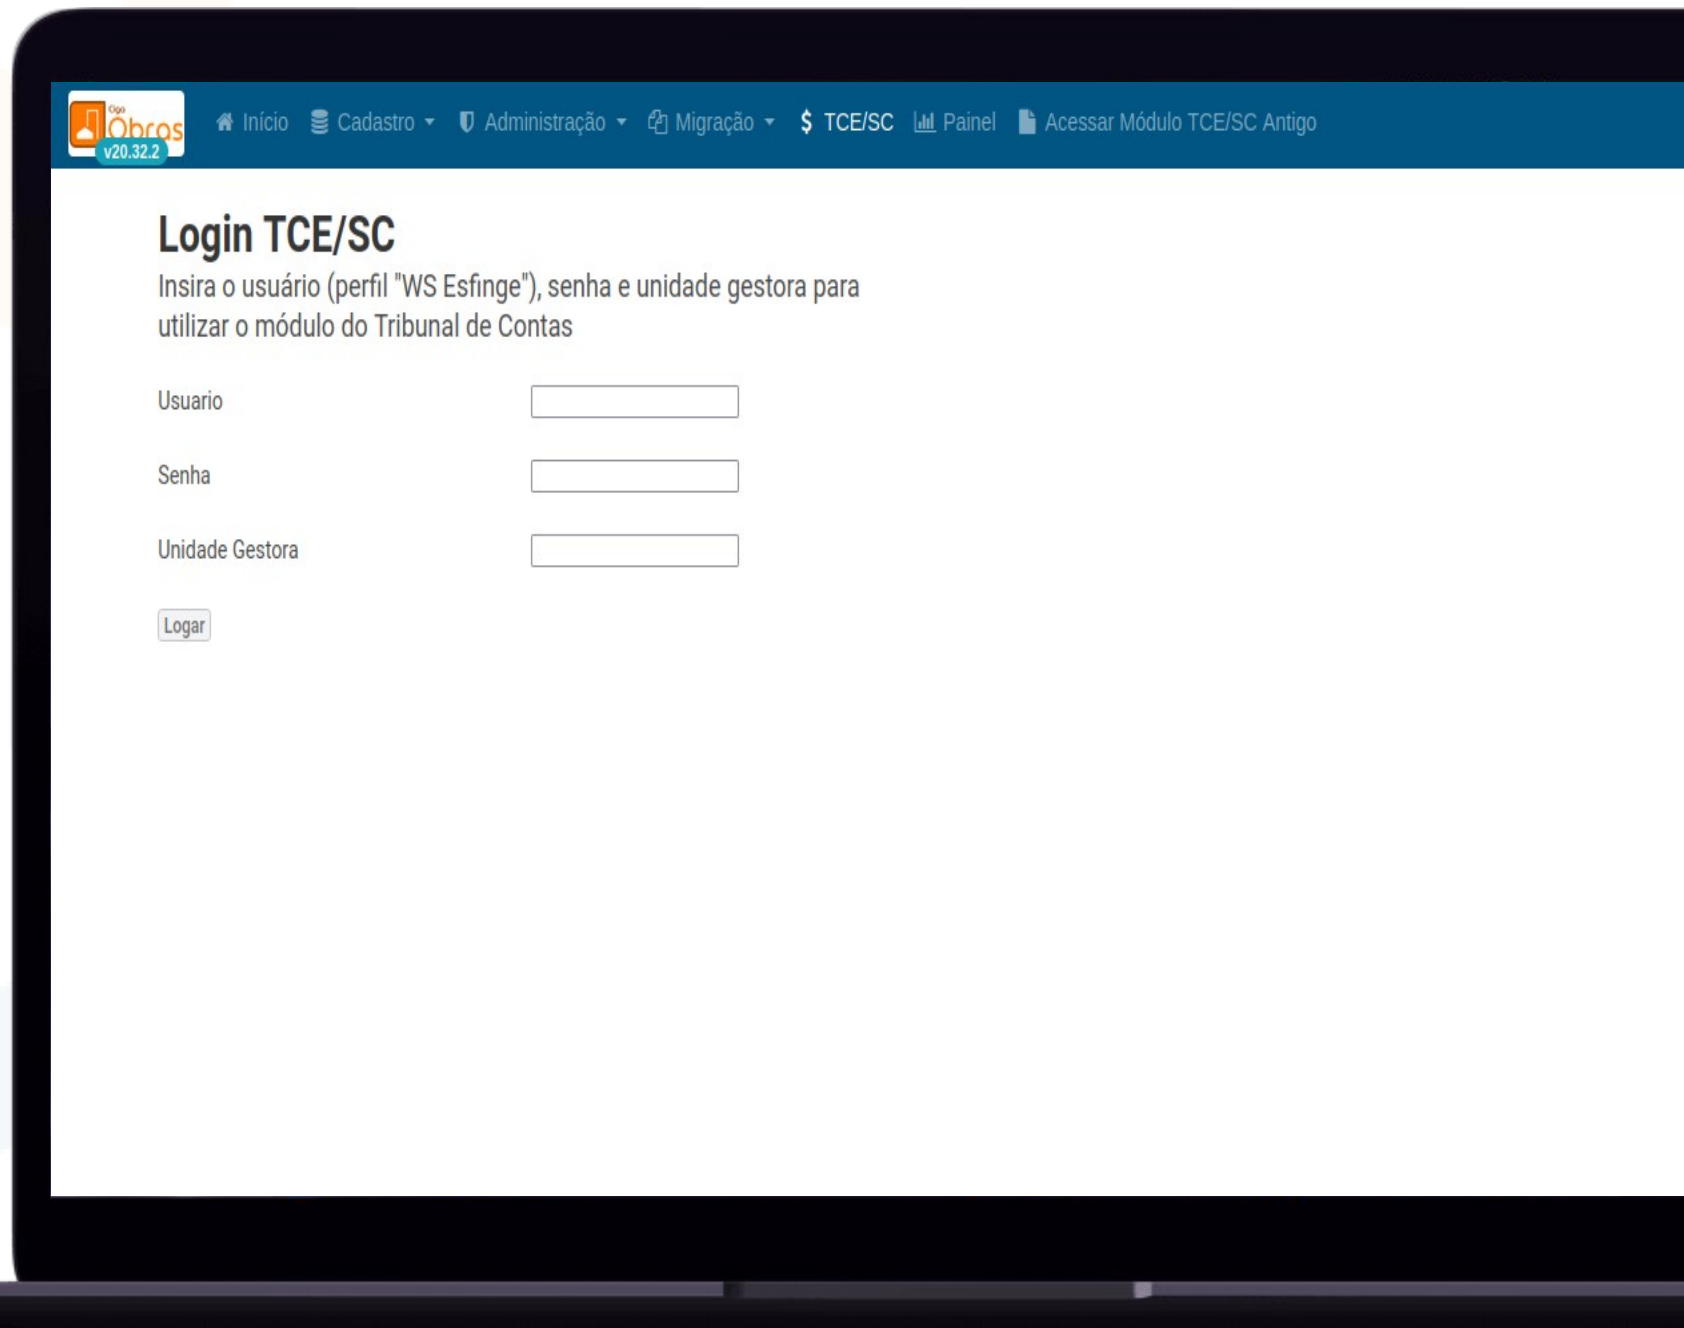 Ciga
Obras
v20.32.2
Início Cadastro Administração Migração $ TCE/SC Painel Acessar Módulo TCE/SC Antigo
Login TCE/SC
Insira o usuário (perfil "WS Esfinge"), senha e unidade gestora para
utilizar o módulo do Tribunal de Contas
Usuario
Senha
Unidade Gestora
Logar